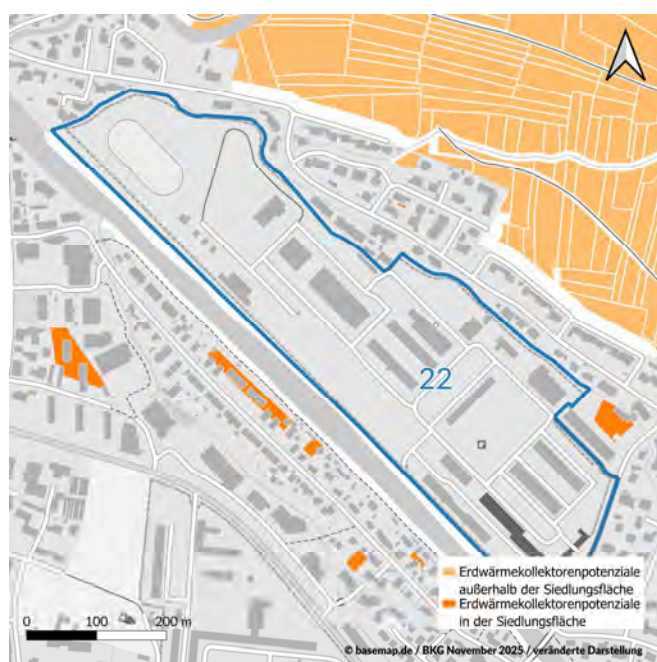 22
Erdwärmekollektorenpotenziale
außerhalb der Siedlungsfläche
Erdwärmekollektorenpotenziale
in der Siedlungsfläche
0 100 200 m
© basemap.de / BKG November 2025 / veränderte Darstellung